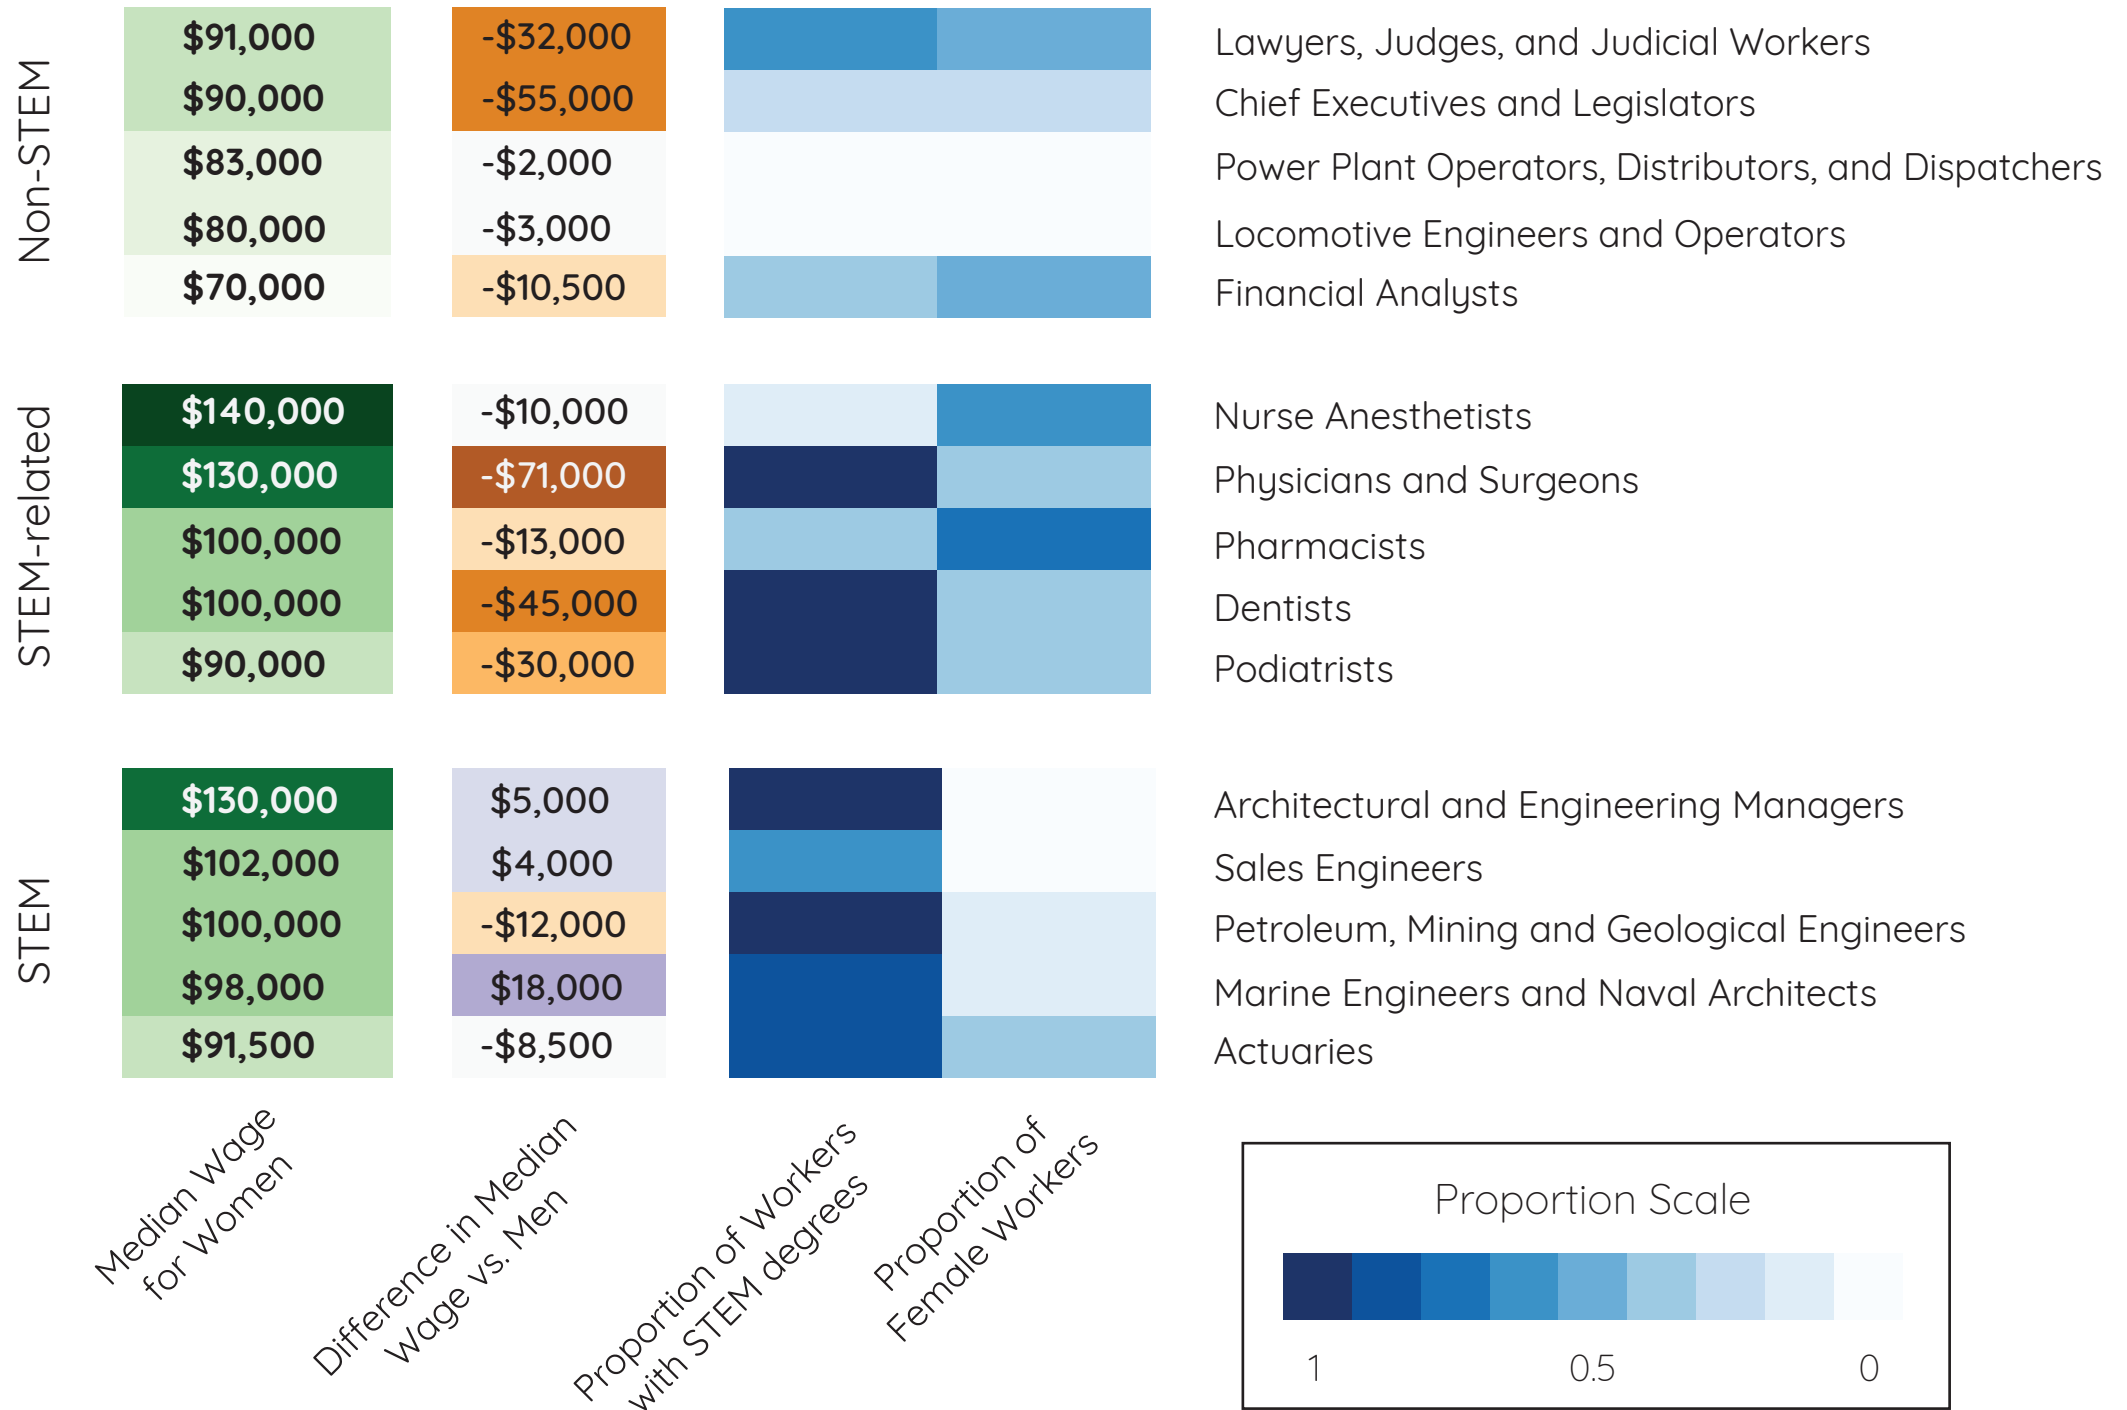 Non-STEM
$91,000 -$32,000 Lawyers, Judges, and Judicial Workers
$90,000 -$55,000 Chief Executives and Legislators
$83,000 -$2,000 Power Plant Operators, Distributors, and Dispatchers
$80,000 -$3,000 Locomotive Engineers and Operators
$70,000 -$10,500 Financial Analysts
STEM-related
$140,000 -$10,000 Nurse Anesthetists
$130,000 -$71,000 Physicians and Surgeons
$100,000 -$13,000 Pharmacists
$100,000 -$45,000 Dentists
$90,000 -$30,000 Podiatrists
STEM
$130,000 $5,000 Architectural and Engineering Managers
$102,000 $4,000 Sales Engineers
$100,000 -$12,000 Petroleum, Mining and Geological Engineers
$98,000 $18,000 Marine Engineers and Naval Architects
$91,500 -$8,500 Actuaries
Median Wage
for Women
Difference in Median
Wage vs. Men
Proportion of Workers
with STEM degrees
Proportion of
Female Workers
Proportion Scale
1 0.5 0